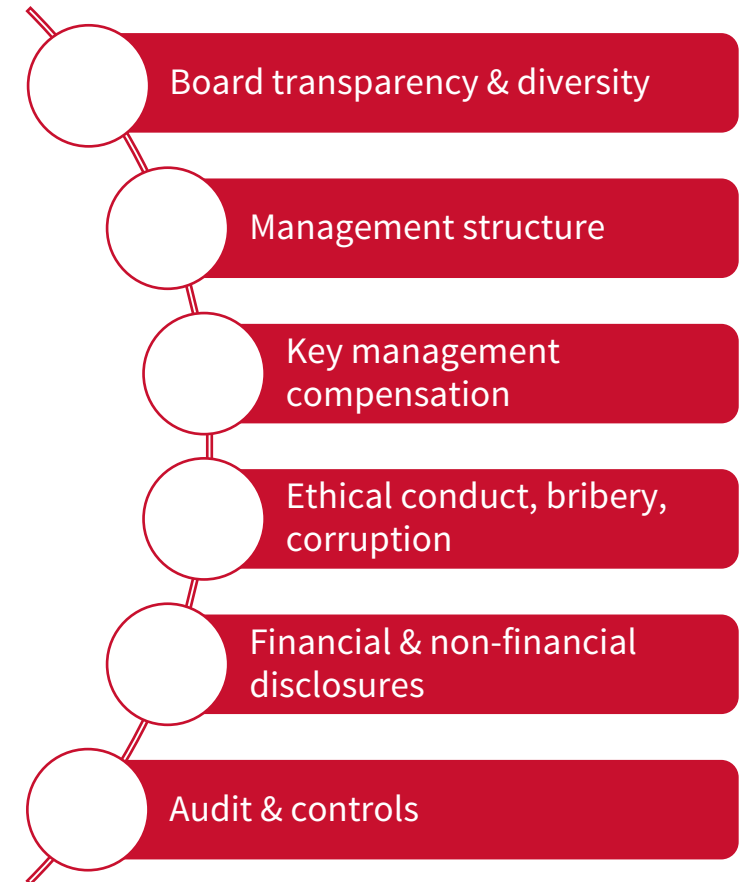 Board transparency & diversity
Management structure
Key management
compensation
Ethical conduct, bribery,
corruption
Financial & non-financial
disclosures
Audit & controls